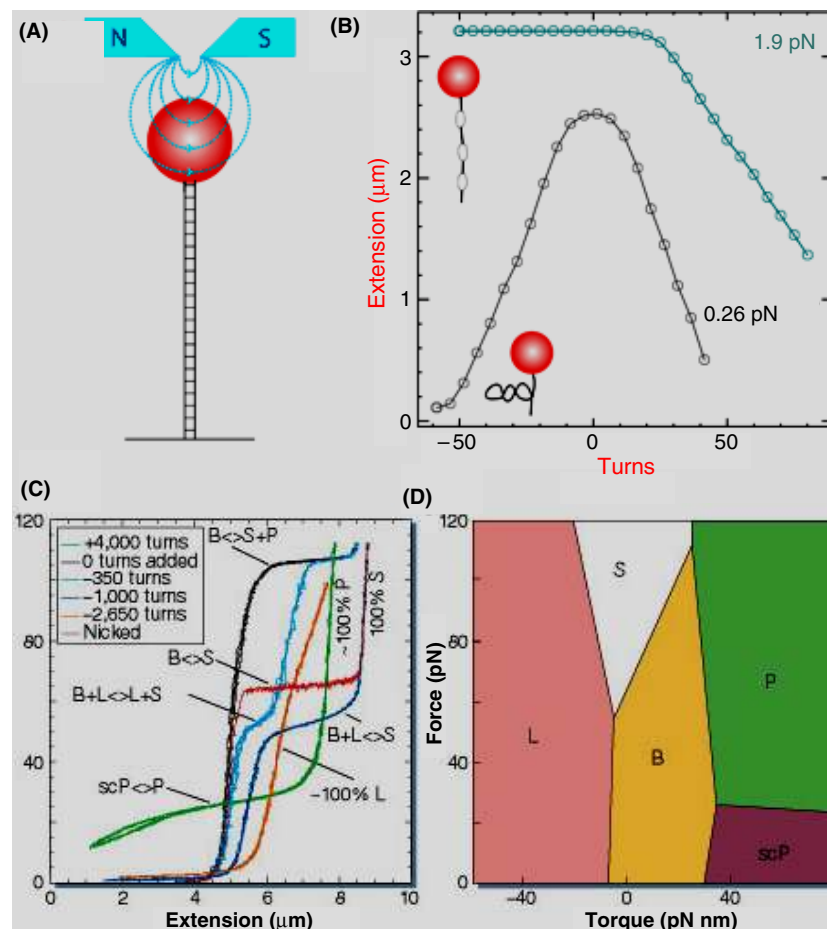 (A)
N S
(B)
3
2
1
0
Extension (μm)
1.9 pN
0.26 pN
−50 0 50
Turns
(C)
120
80
40
0
+4,000 turns
0 turns added
−350 turns
−1,000 turns
−2,650 turns
Nicked
B<>S+P
B<>S
B+L<>L+S
scP<>P
~100% P
100% S
B+L<>S
~100% L
0 2 4 6 8 10
Extension (μm)
(D)
120
80
40
0
Force (pN)
S
P
L
B
scP
−40 0 40
Torque (pN nm)